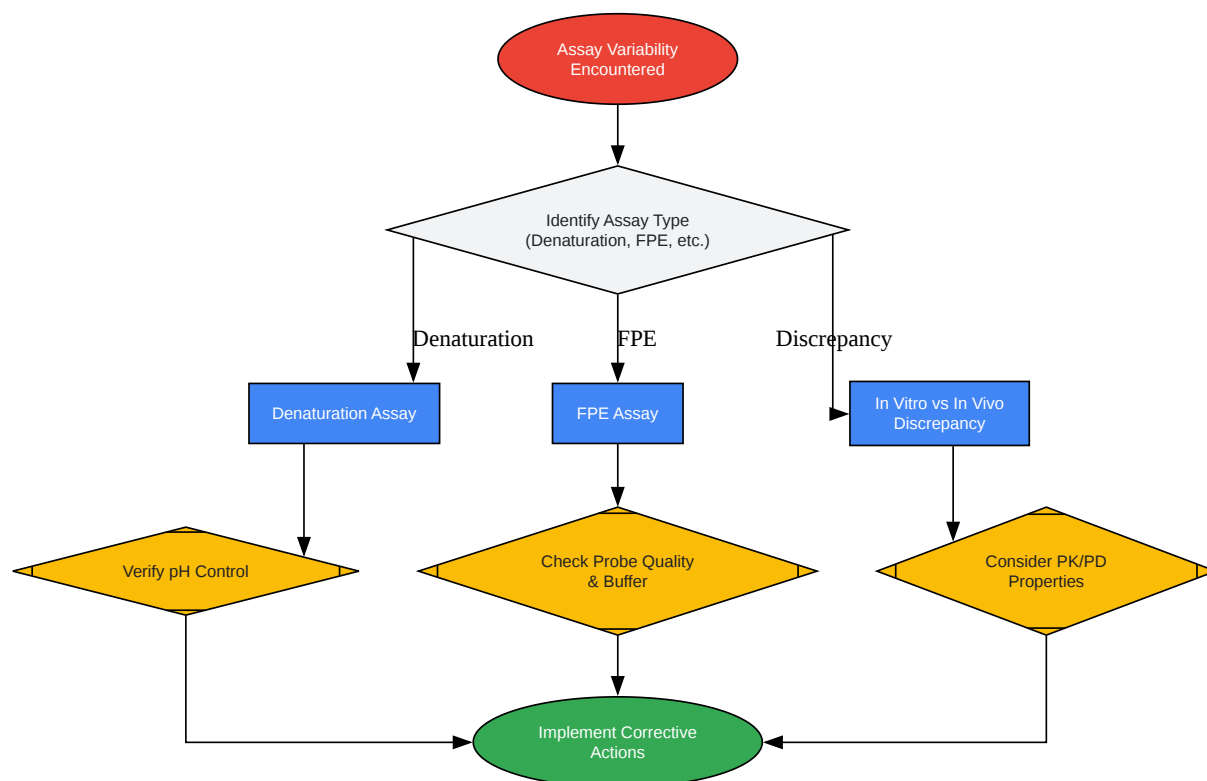 Assay Variability
Encountered
Identify Assay Type
(Denaturation, FPE, etc.)
Denaturation
FPE
Discrepancy
Denaturation Assay
FPE Assay
In Vitro vs In Vivo
Discrepancy
Verify pH Control
Check Probe Quality
& Buffer
Consider PK/PD
Properties
Implement Corrective
Actions